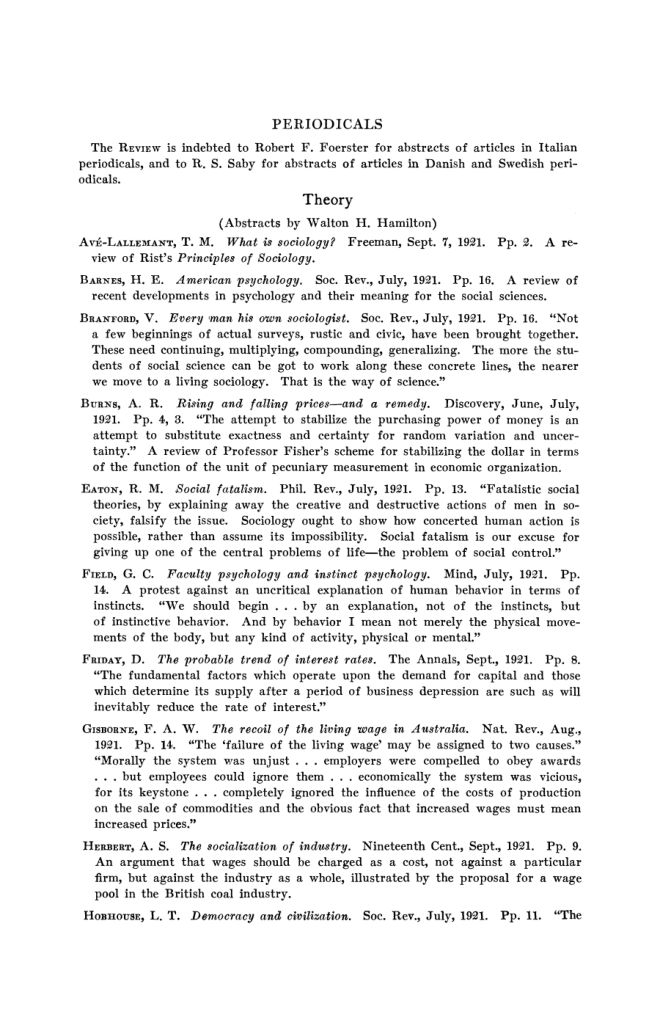 PERIODICALS
The REVIEW is indebted to Robert F. Foerster for abstracts of articles in Italian
periodicals, and to R. S. Saby for abstracts of articles in Danish and Swedish peri-
odicals.
Theory
(Abstracts by Walton H. Hamilton)
AVÉ-LALLEMANT, T. M. What is sociology? Freeman, Sept. 7, 1921. Pp. 2. A re-
view of Rist's Principles of Sociology.
BARNES, H. E. American psychology. Soc. Rev., July, 1921. Pp. 16. A review of
recent developments in psychology and their meaning for the social sciences.
BRANFORD, V. Every man his own sociologist. Soc. Rev., July, 1921. Pp. 16. "Not
a few beginnings of actual surveys, rustic and civic, have been brought together.
These need continuing, multiplying, compounding, generalizing. The more the stu-
dents of social science can be got to work along these concrete lines, the nearer
we move to a living sociology. That is the way of science."
BURNS, A. R. Rising and falling prices—and a remedy. Discovery, June, July,
1921. Pp. 4, 3. "The attempt to stabilize the purchasing power of money is an
attempt to substitute exactness and certainty for random variation and uncer-
tainty." A review of Professor Fisher's scheme for stabilizing the dollar in terms
of the function of the unit of pecuniary measurement in economic organization.
EATON, R. M. Social fatalism. Phil. Rev., July, 1921. Pp. 13. "Fatalistic social
theories, by explaining away the creative and destructive actions of men in so-
ciety, falsify the issue. Sociology ought to show how concerted human action is
possible, rather than assume its impossibility. Social fatalism is our excuse for
giving up one of the central problems of life—the problem of social control."
FIELD, G. C. Faculty psychology and instinct psychology. Mind, July, 1921. Pp.
14. A protest against an uncritical explanation of human behavior in terms of
instincts. "We should begin . . . by an explanation, not of the instincts, but
of instinctive behavior. And by behavior I mean not merely the physical move-
ments of the body, but any kind of activity, physical or mental."
FRIDAY, D. The probable trend of interest rates. The Annals, Sept., 1921. Pp. 8.
"The fundamental factors which operate upon the demand for capital and those
which determine its supply after a period of business depression are such as will
inevitably reduce the rate of interest."
GISBORNE, F. A. W. The recoil of the living wage in Australia. Nat. Rev., Aug.,
1921. Pp. 14. "The 'failure of the living wage' may be assigned to two causes."
"Morally the system was unjust . . . employers were compelled to obey awards
. . . but employees could ignore them . . . economically the system was vicious,
for its keystone . . . completely ignored the influence of the costs of production
on the sale of commodities and the obvious fact that increased wages must mean
increased prices."
HERBERT, A. S. The socialization of industry. Nineteenth Cent., Sept., 1921. Pp. 9.
An argument that wages should be charged as a cost, not against a particular
firm, but against the industry as a whole, illustrated by the proposal for a wage
pool in the British coal industry.
HOBHOUSE, L. T. Democracy and civilization. Soc. Rev., July, 1921. Pp. 11. "The